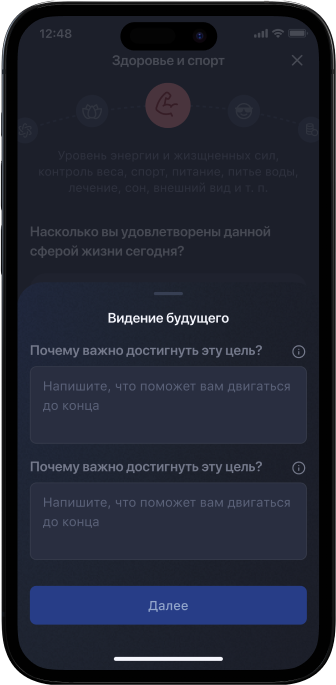 12:48
Здоровье и спорт
Уровень энергии и жизщненных сил,
контроль веса, спорт, питание, питье воды,
лечение, сон, внешний вид и т. п.
Насколько вы удовлетворены данной
сферой жизни сегодня?
Видение будущего
Почему важно достигнуть эту цель?
Напишите, что поможет вам двигаться
до конца
Почему важно достигнуть эту цель?
Напишите, что поможет вам двигаться
до конца
Далее